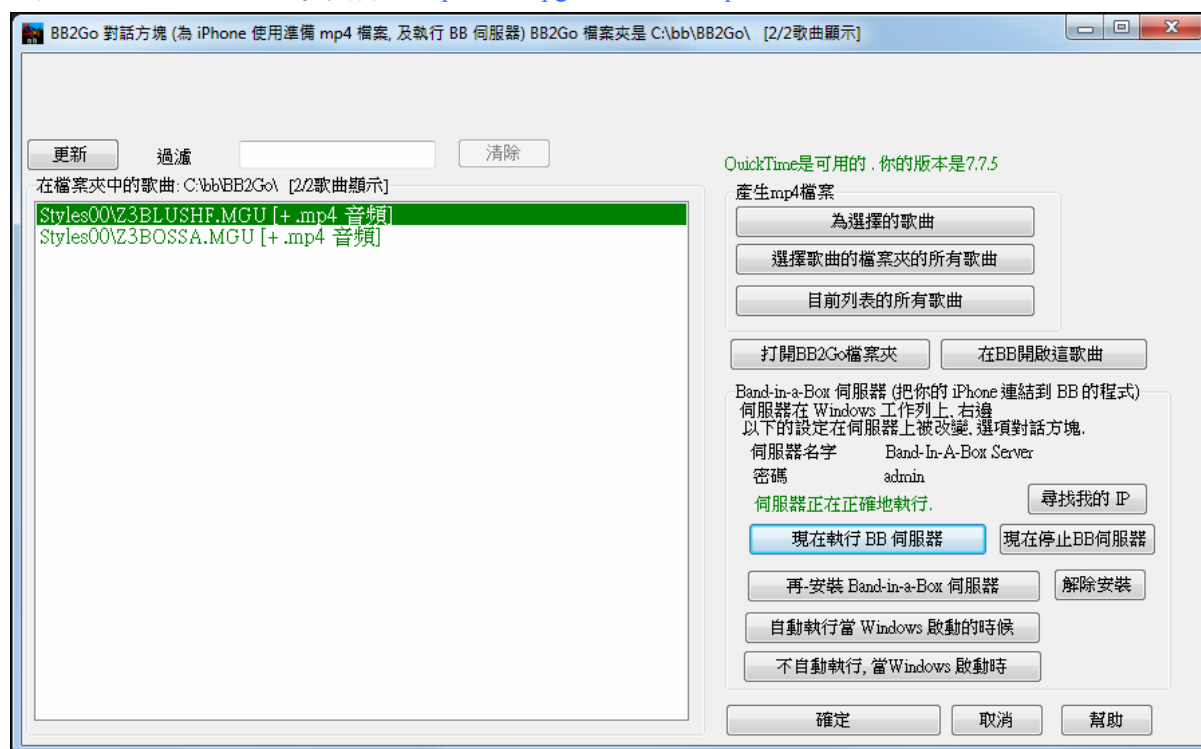 BB2Go 對話方塊 (為 iPhone 使用準備 mp4 檔案, 及執行 BB 伺服器) BB2Go 檔案夾是 C:\bb\BB2Go\ [2/2歌曲顯示]
更新 過濾 清除
在檔案夾中的歌曲: C:\bb\BB2Go\ [2/2歌曲顯示]
Styles00\Z3BLUSHF.MGU [+ .mp4 音頻]
Styles00\Z3BOSSA.MGU [+ .mp4 音頻]
QuickTime是可用的 . 你的版本是7.7.5
產生mp4檔案
為選擇的歌曲
選擇歌曲的檔案夾的所有歌曲
目前列表的所有歌曲
打開BB2Go檔案夾 在BB開啟這歌曲
Band-in-a-Box 伺服器 (把你的 iPhone 連結到 BB 的程式)
伺服器在 Windows 工作列上, 右邊
以下的設定在伺服器上被改變, 選項對話方塊.
伺服器名字 Band-In-A-Box Server
密碼 admin
伺服器正在正確地執行. 尋找我的 IP
現在執行 BB 伺服器 現在停止BB伺服器
再-安裝 Band-in-a-Box 伺服器 解除安裝
自動執行當 Windows 啟動的時候
不自動執行, 當Windows 啟動時
確定 取消 幫助